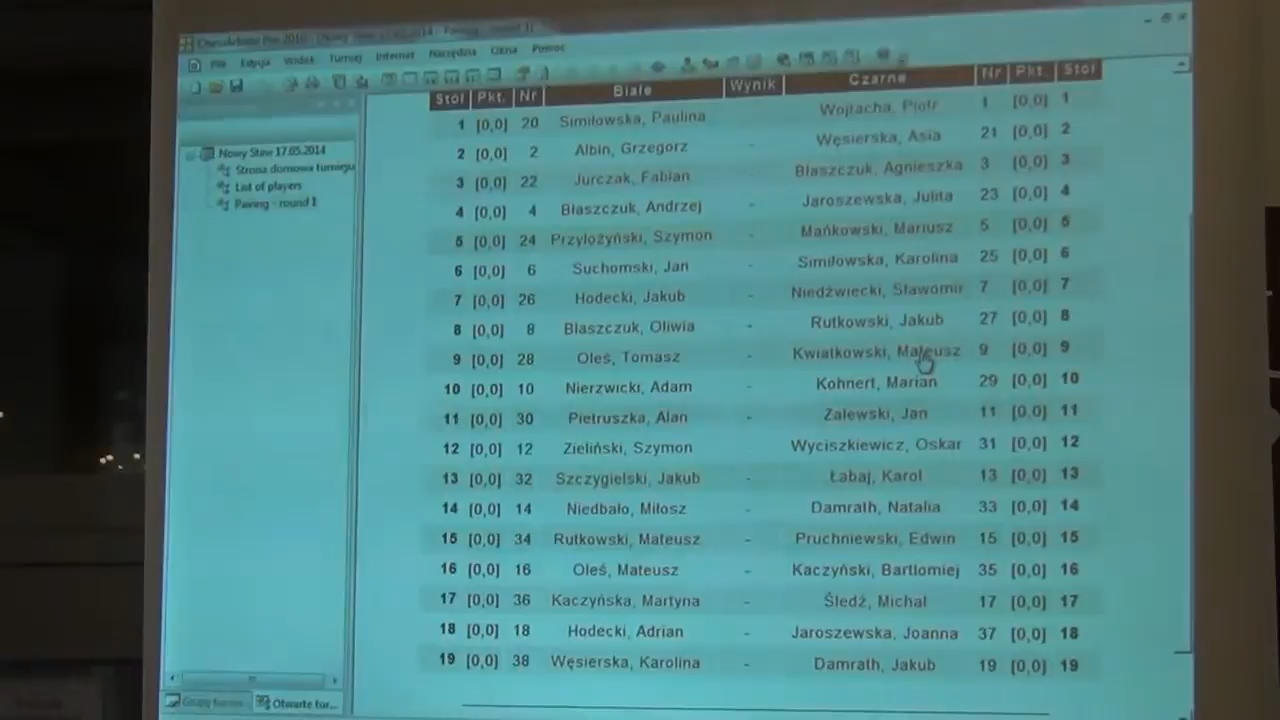 ChessArbiter Pro 2010 - [Nowy Staw 17.05.2014 - Pairing - round 1]
Plik Edycja Widok Turniej Internet Narzędzia Okna Pomoc
Stół Pkt. Nr Białe Wynik Czarne Nr Pkt. Stół
Nowy Staw 17.05.2014
Strona domowa turnieju
List of players
Pairing - round 1
1 [0,0] 20 Similowska, Paulina - Wojtacha, Piotr 1 [0,0] 1
2 [0,0] 2 Albin, Grzegorz - Węsierska, Asia 21 [0,0] 2
3 [0,0] 22 Jurczak, Fabian - Błaszczuk, Agnieszka 3 [0,0] 3
4 [0,0] 4 Błaszczuk, Andrzej - Jaroszewska, Julita 23 [0,0] 4
5 [0,0] 24 Przyłożyński, Szymon - Mańkowski, Mariusz 5 [0,0] 5
6 [0,0] 6 Suchomski, Jan - Similowska, Karolina 25 [0,0] 6
7 [0,0] 26 Hodecki, Jakub - Niedźwiecki, Sławomir 7 [0,0] 7
8 [0,0] 8 Błaszczuk, Oliwia - Rutkowski, Jakub 27 [0,0] 8
9 [0,0] 28 Oleś, Tomasz - Kwiatkowski, Mateusz 9 [0,0] 9
10 [0,0] 10 Nierzwicki, Adam - Kohnert, Marian 29 [0,0] 10
11 [0,0] 30 Pietruszka, Alan - Zalewski, Jan 11 [0,0] 11
12 [0,0] 12 Zieliński, Szymon - Wyciszkiewicz, Oskar 31 [0,0] 12
13 [0,0] 32 Szczygielski, Jakub - Łabaj, Karol 13 [0,0] 13
14 [0,0] 14 Niedbało, Miłosz - Damrath, Natalia 33 [0,0] 14
15 [0,0] 34 Rutkowski, Mateusz - Pruchniewski, Edwin 15 [0,0] 15
16 [0,0] 16 Oleś, Mateusz - Kaczyński, Bartłomiej 35 [0,0] 16
17 [0,0] 36 Kaczyńska, Martyna - Śledź, Michał 17 [0,0] 17
18 [0,0] 18 Hodecki, Adrian - Jaroszewska, Joanna 37 [0,0] 18
19 [0,0] 38 Węsierska, Karolina - Damrath, Jakub 19 [0,0] 19
Otwarte tur...